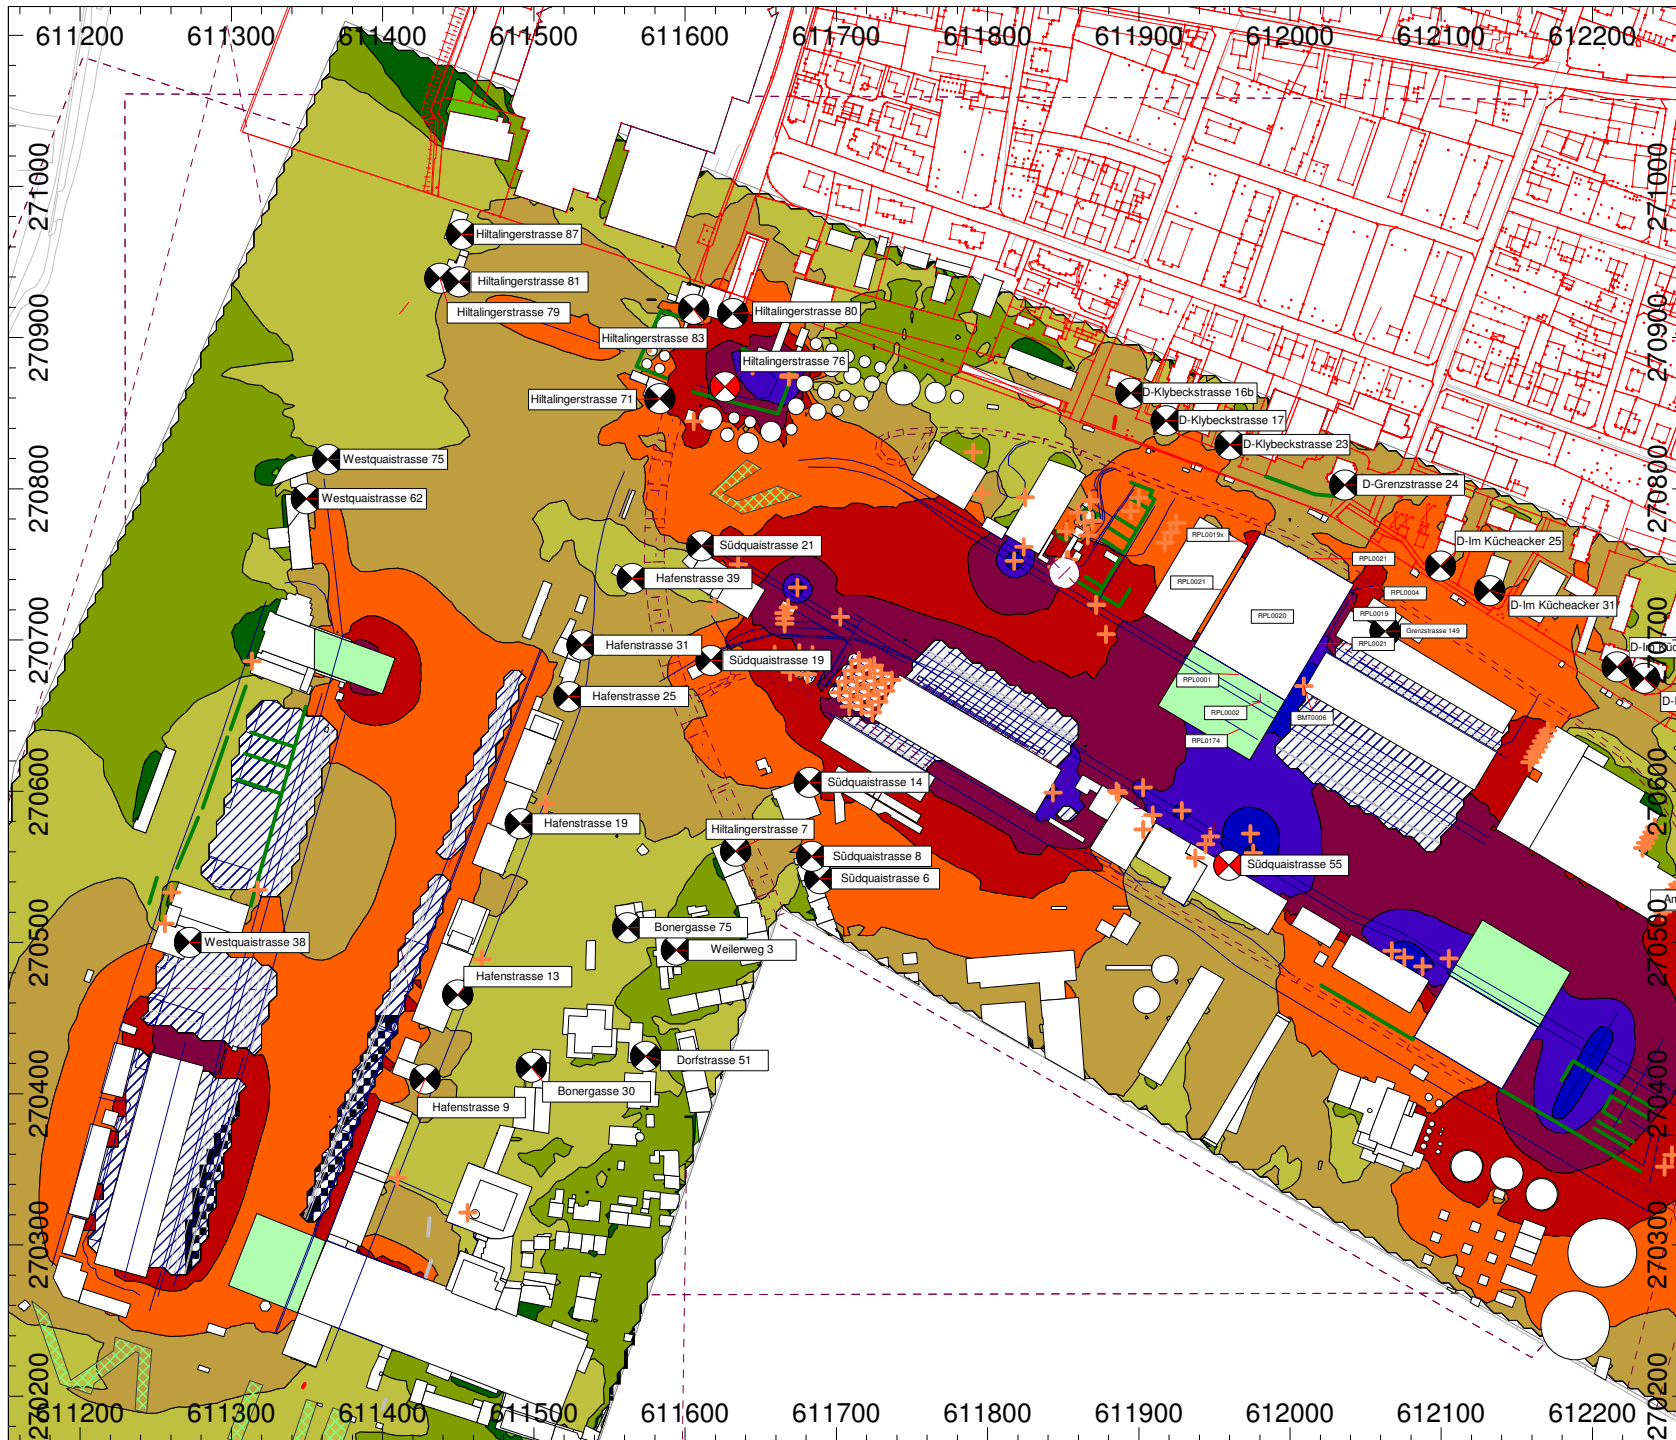 611200 611300 611400 611500 611600 611700 611800 611900 612000 612100 612200
271000
271000
Hiltalingerstrasse 87
Hiltalingerstrasse 81
Hiltalingerstrasse 79
Hiltalingerstrasse 80
Hiltalingerstrasse 83
270900
270900
Hiltalingerstrasse 76
Hiltalingerstrasse 71
D-Klybeckstrasse 16b
D-Klybeckstrasse 17
D-Klybeckstrasse 23
Westquaistrasse 75
D-Grenzstrasse 24
Westquaistrasse 62
270800
270800
RPL0019x
D-Im Kücheacker 25
Südquaistrasse 21
RPL0021
Hafenstrasse 39
RPL0021
RPL0004
D-Im Kücheacker 31
RPL0020
RPL0019
Grenzstrasse 149
270700
270700
Hafenstrasse 31
RPL0021
Südquaistrasse 19
RPL0001
Hafenstrasse 25
RPL0002
BMT0006
RPL0174
Südquaistrasse 14
270600
270600
Hafenstrasse 19
Hiltalingerstrasse 7
Südquaistrasse 8
Südquaistrasse 55
Südquaistrasse 6
Bonergasse 75
Westquaistrasse 38
Weilerweg 3
270500
270500
Hafenstrasse 13
Dorfstrasse 51
Bonergasse 30
Hafenstrasse 9
270400
270400
270300
270300
270200
270200
611200 611300 611400 611500 611600 611700 611800 611900 612000 612100 612200